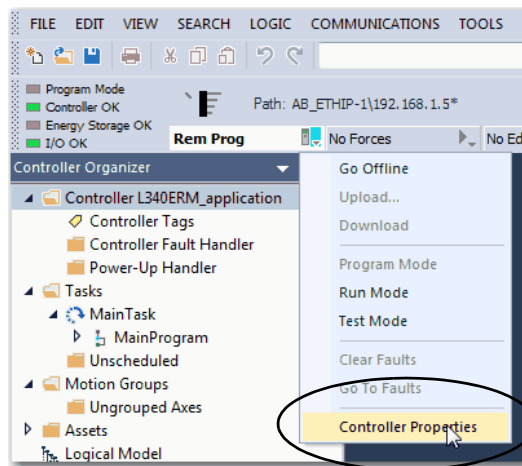 FILE EDIT VIEW SEARCH LOGIC COMMUNICATIONS TOOLS
Program Mode
Controller OK
Energy Storage OK
I/O OK
Path: AB_ETHIP-1\192.168.1.5*
Rem Prog
No Forces
No Ed
Controller Organizer
Controller L340ERM_application
Controller Tags
Controller Fault Handler
Power-Up Handler
Tasks
MainTask
MainProgram
Unscheduled
Motion Groups
Ungrouped Axes
Assets
Logical Model
Go Offline
Upload...
Download
Program Mode
Run Mode
Test Mode
Clear Faults
Go To Faults
Controller Properties